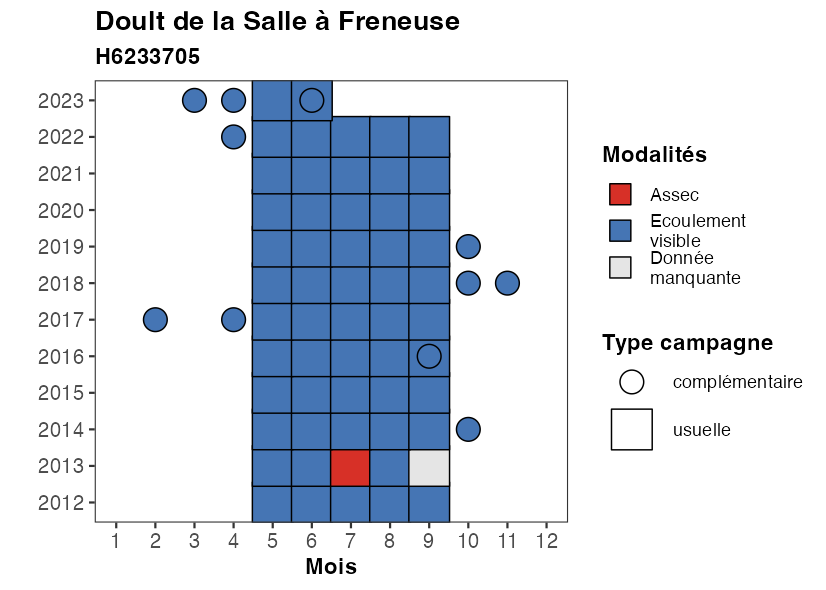 Doult de la Salle à Freneuse
H6233705
2023
2022
2021
2020
2019
2018
2017
2016
2015
2014
2013
2012
1 2 3 4 5 6 7 8 9 10 11 12
Mois
Modalités
Assec
Ecoulement
visible
Donnée
manquante
Type campagne
complémentaire
usuelle